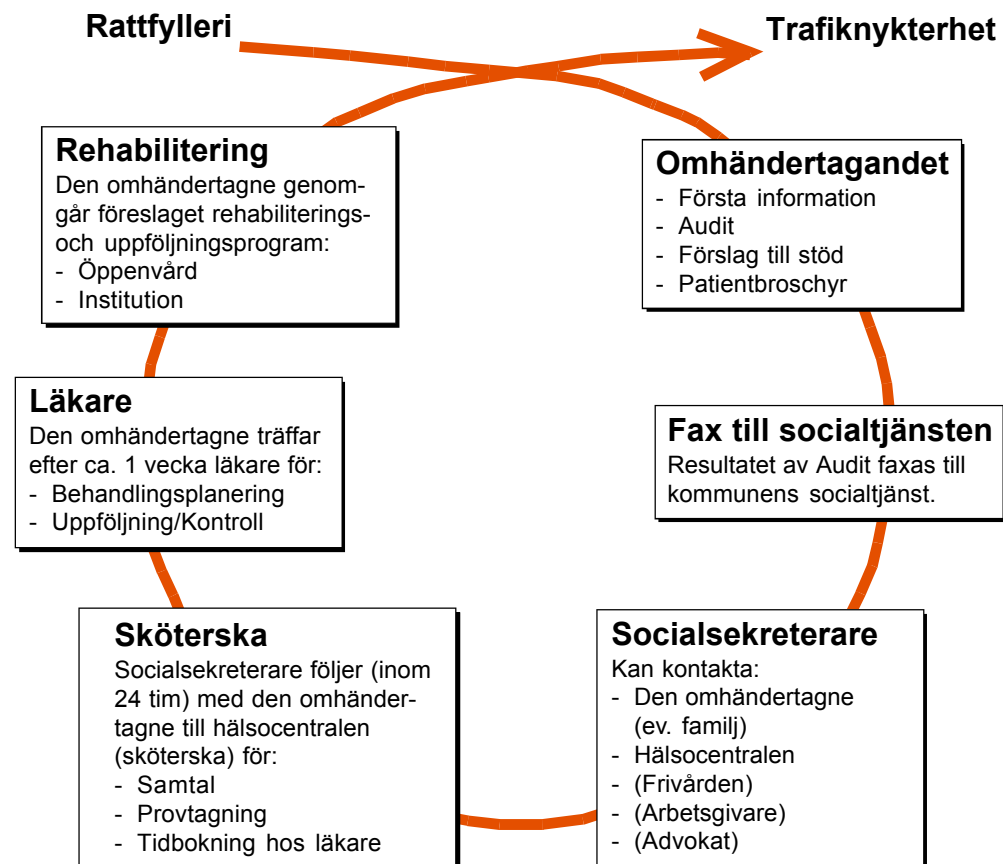 Rattfylleri
Trafiknykterhet
Omhändertagandet
- Första information
- Audit
- Förslag till stöd
- Patientbroschyr
Fax till socialtjänsten
Resultatet av Audit faxas till
kommunens socialtjänst.
Socialsekreterare
Kan kontakta:
- Den omhändertagne
(ev. familj)
- Hälsocentralen
- (Frivården)
- (Arbetsgivare)
- (Advokat)
Sköterska
Socialsekreterare följer (inom
24 tim) med den omhänder-
tagne till hälsocentralen
(sköterska) för:
- Samtal
- Provtagning
- Tidbokning hos läkare
Läkare
Den omhändertagne träffar
efter ca. 1 vecka läkare för:
- Behandlingsplanering
- Uppföljning/Kontroll
Rehabilitering
Den omhändertagne genom-
går föreslaget rehabiliterings-
och uppföljningsprogram:
- Öppenvård
- Institution